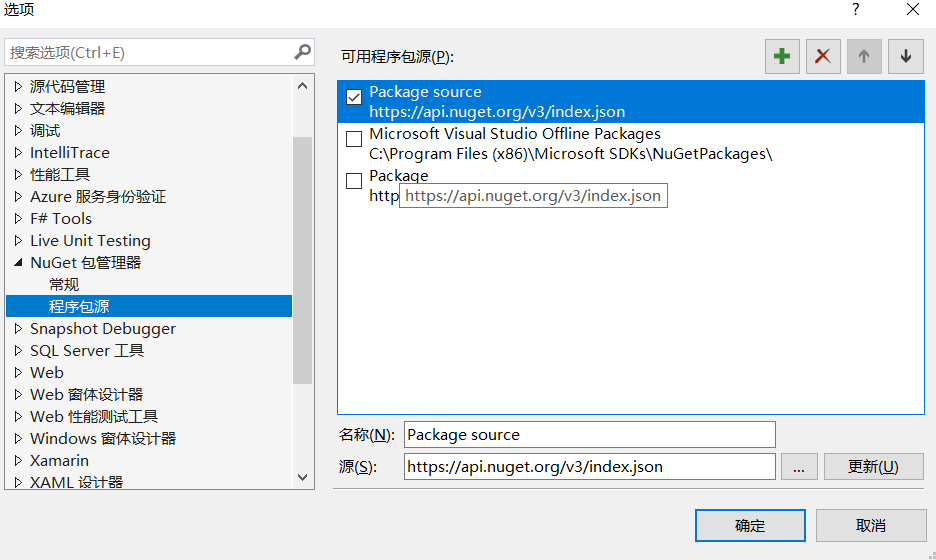 选项
?
搜索选项(Ctrl+E)
源代码管理
文本编辑器
调试
IntelliTrace
性能工具
Azure 服务身份验证
F# Tools
Live Unit Testing
NuGet 包管理器
常规
程序包源
Snapshot Debugger
SQL Server 工具
Web
Web 窗体设计器
Web 性能测试工具
Windows 窗体设计器
Xamarin
XAML 设计器
可用程序包源(P):
Package source
https://api.nuget.org/v3/index.json
Microsoft Visual Studio Offline Packages
C:\Program Files (x86)\Microsoft SDKs\NuGetPackages\
Package
http
https://api.nuget.org/v3/index.json
名称(N): Package source
源(S): https://api.nuget.org/v3/index.json ... 更新(U)
确定 取消